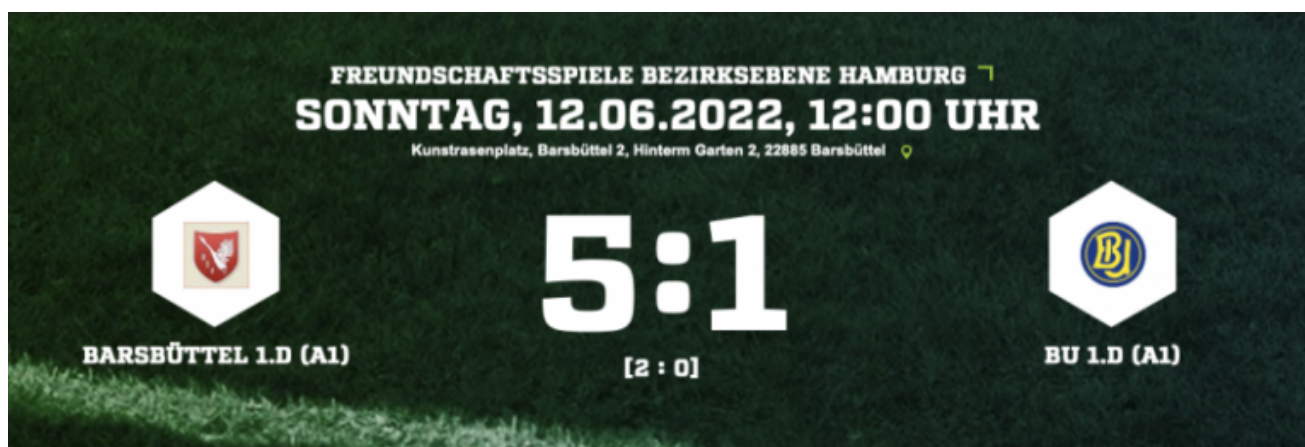 FREUNDSCHAFTSSPIELE BEZIRKSEBENE HAMBURG
SONNTAG, 12.06.2022, 12:00 UHR
Kunstrasenplatz, Barsbüttel 2, Hinterm Garten 2, 22885 Barsbüttel
5:1
BU
BARSBÜTTEL 1.D (A1)
[2 : 0]
BU 1.D (A1)